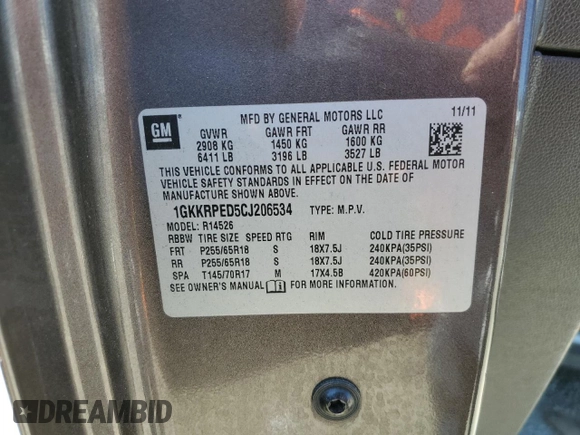 GM
MFD BY GENERAL MOTORS LLC 11/11
GVWR GAWR FRT GAWR RR
2908 KG 1450 KG 1600 KG
6411 LB 3196 LB 3527 LB
THIS VEHICLE CONFORMS TO ALL APPLICABLE U.S. FEDERAL MOTOR
VEHICLE SAFETY STANDARDS IN EFFECT ON THE DATE OF
MANUFACTURE SHOWN ABOVE.
1GKKRPED5CJ206534 TYPE: M.P.V.
MODEL: R14526
RBBW TIRE SIZE SPEED RTG RIM COLD TIRE PRESSURE
FRT P255/65R18 S 18X7.5J 240KPA(35PSI)
RR P255/65R18 S 18X7.5J 240KPA(35PSI)
SPA T145/70R17 M 17X4.5B 420KPA(60PSI)
SEE OWNER'S MANUAL FOR MORE INFORMATION.
DREAMBID